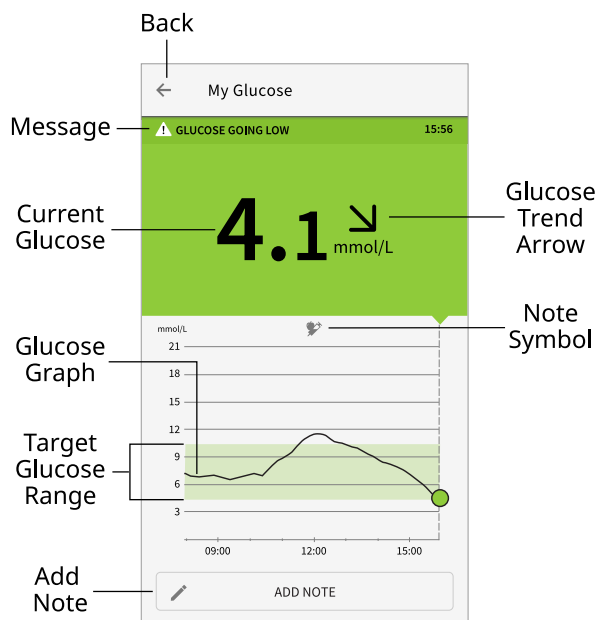 Back
My Glucose
Message
GLUCOSE GOING LOW
15:56
Current
Glucose
4.1
mmol/L
Glucose
Trend
Arrow
Note
Symbol
mmol/L
Glucose
Graph
21
18
15
12
9
6
3
Target
Glucose
Range
09:00
12:00
15:00
Add
Note
ADD NOTE